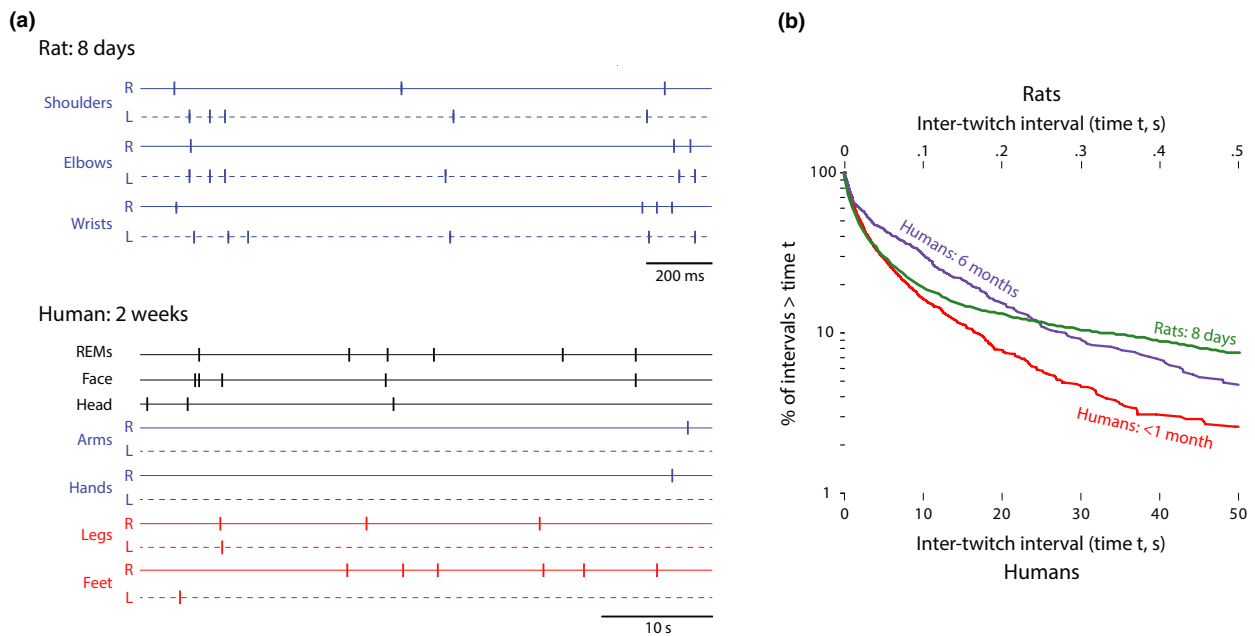 (a)
Rat: 8 days
Shoulders
R
L
Elbows
R
L
Wrists
R
L
200 ms
Human: 2 weeks
REMs
Face
Head
Arms
R
L
Hands
R
L
Legs
R
L
Feet
R
L
10 s
(b)
Rats
Inter-twitch interval (time t, s)
0 .1 .2 .3 .4 .5
% of intervals > time t
100
10
1
Humans: 6 months
Rats: 8 days
Humans: <1 month
0 10 20 30 40 50
Inter-twitch interval (time t, s)
Humans